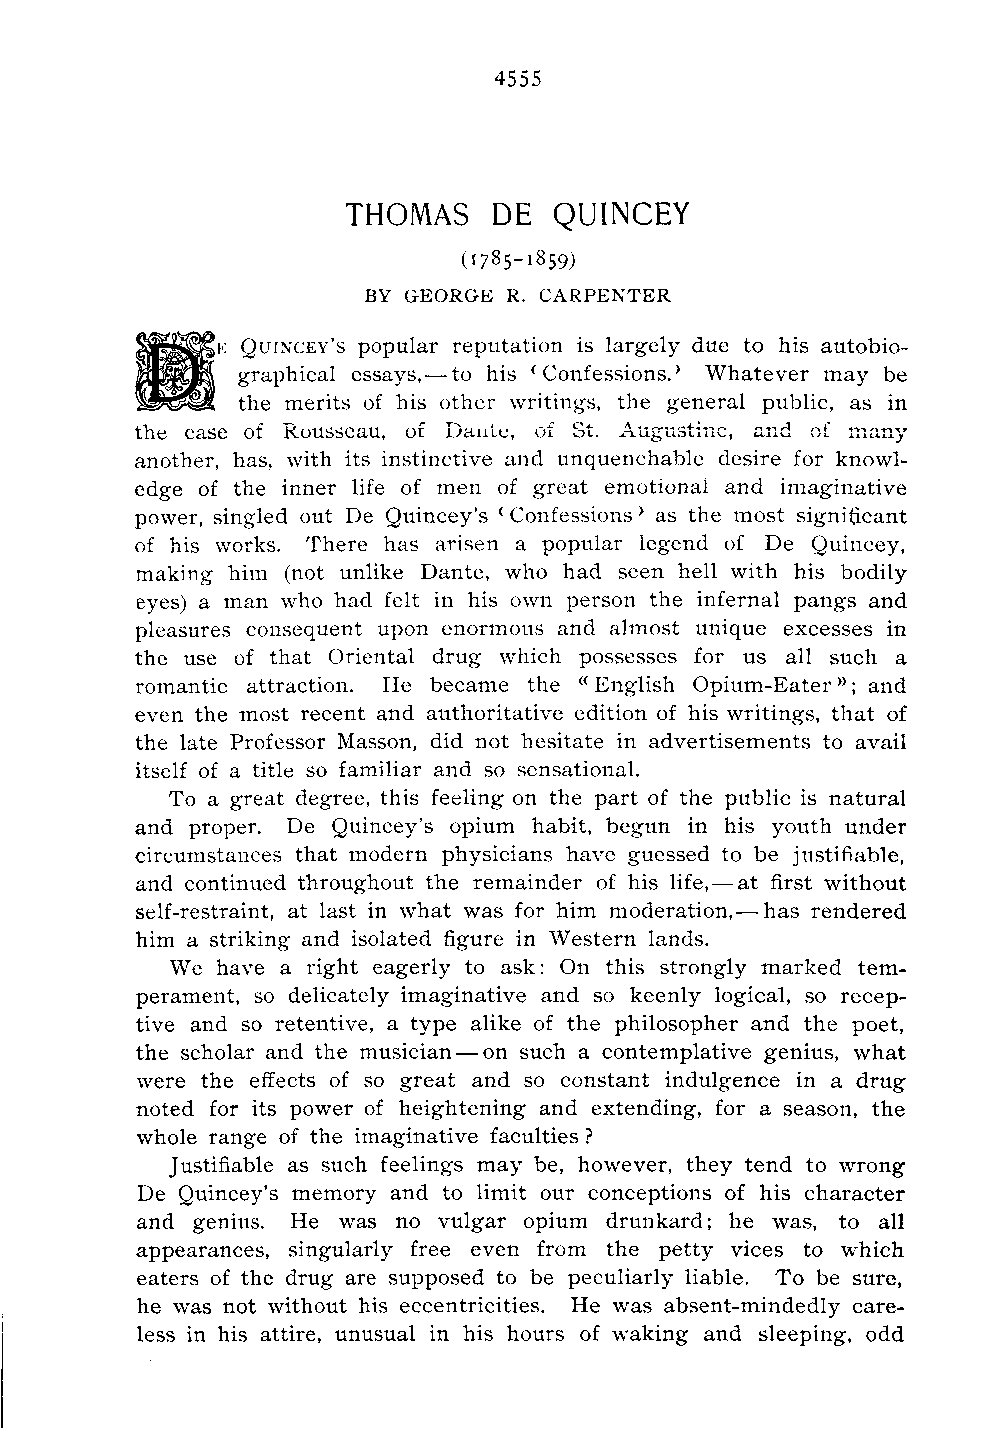 4555
THOMAS DE QUINCEY
(1785-1859)
BY GEORGE R. CARPENTER
DE QUINCEY'S popular reputation is largely due to his autobio-
graphical essays,—to his ‘Confessions.’ Whatever may be
the merits of his other writings, the general public, as in
the case of Rousseau, of Dante, of St. Augustine, and of many
another, has, with its instinctive and unquenchable desire for knowl-
edge of the inner life of men of great emotional and imaginative
power, singled out De Quincey's ‘Confessions’ as the most significant
of his works. There has arisen a popular legend of De Quincey,
making him (not unlike Dante, who had seen hell with his bodily
eyes) a man who had felt in his own person the infernal pangs and
pleasures consequent upon enormous and almost unique excesses in
the use of that Oriental drug which possesses for us all such a
romantic attraction. He became the «English Opium-Eater»; and
even the most recent and authoritative edition of his writings, that of
the late Professor Masson, did not hesitate in advertisements to avail
itself of a title so familiar and so sensational.
To a great degree, this feeling on the part of the public is natural
and proper. De Quincey's opium habit, begun in his youth under
circumstances that modern physicians have guessed to be justifiable,
and continued throughout the remainder of his life,—at first without
self-restraint, at last in what was for him moderation,—has rendered
him a striking and isolated figure in Western lands.
We have a right eagerly to ask: On this strongly marked tem-
perament, so delicately imaginative and so keenly logical, so recep-
tive and so retentive, a type alike of the philosopher and the poet,
the scholar and the musician—on such a contemplative genius, what
were the effects of so great and so constant indulgence in a drug
noted for its power of heightening and extending, for a season, the
whole range of the imaginative faculties?
Justifiable as such feelings may be, however, they tend to wrong
De Quincey's memory and to limit our conceptions of his character
and genius. He was no vulgar opium drunkard; he was, to all
appearances, singularly free even from the petty vices to which
eaters of the drug are supposed to be peculiarly liable. To be sure,
he was not without his eccentricities. He was absent-mindedly care-
less in his attire, unusual in his hours of waking and sleeping, odd